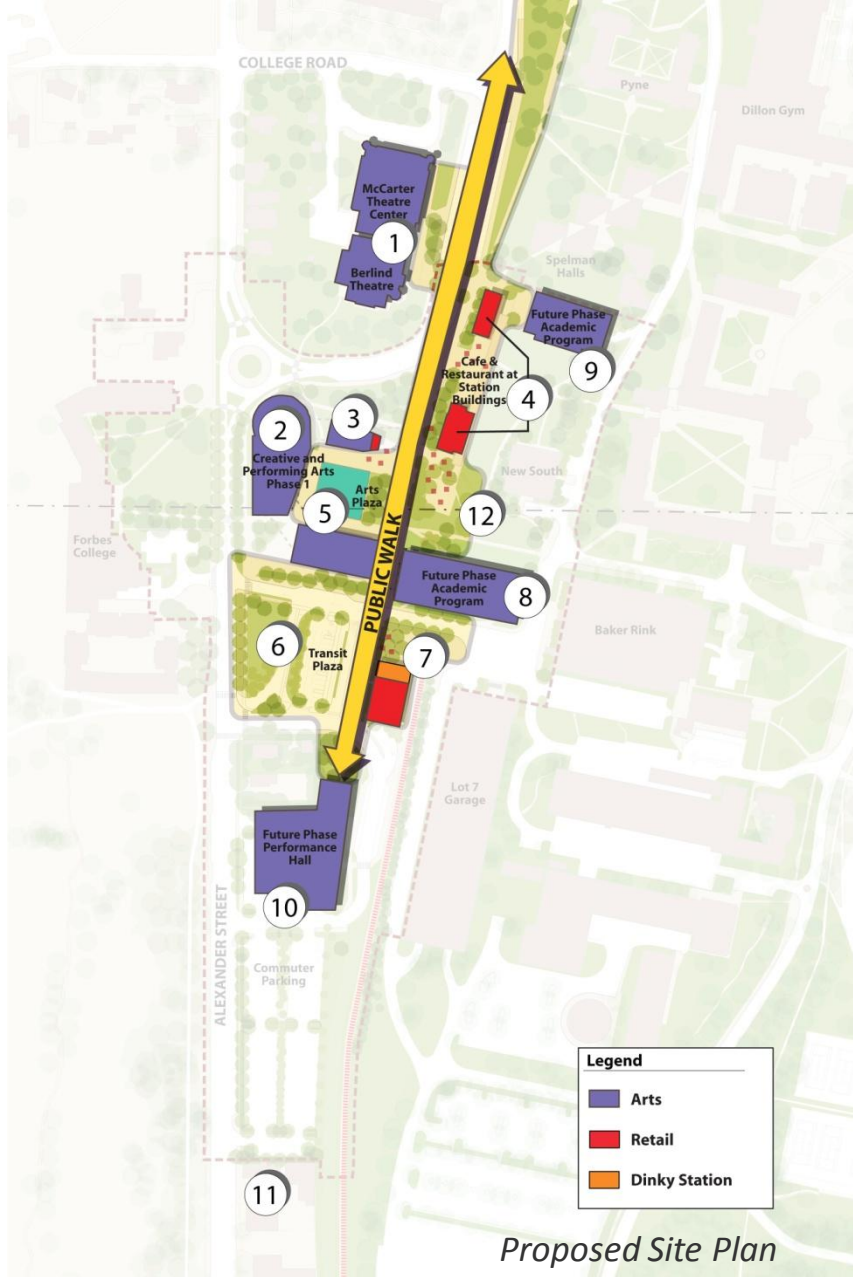 COLLEGE ROAD
Pyne
Dillon Gym
McCarter
Theatre
Center
1
Berlind
Theatre
Spelman
Halls
Future Phase
Academic
Program
9
Cafe &
Restaurant at
Station
Buildings
4
2
3
Creative and
Performing Arts
Phase 1
Arts
Plaza
New South
5
12
Forbes
College
PUBLIC WALK
Future Phase
Academic
Program
8
Baker Rink
6
Transit
Plaza
7
Lot 7
Garage
Future Phase
Performance
Hall
10
ALEXANDER STREET
Commuter
Parking
11
Legend
Arts
Retail
Dinky Station
Proposed Site Plan